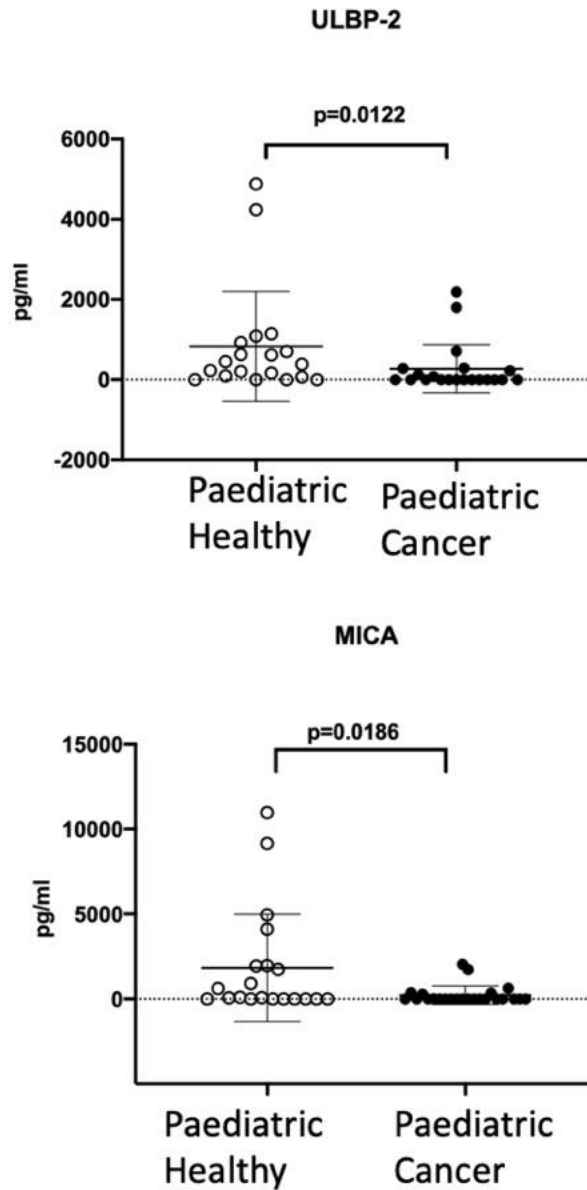 ULBP-2
p=0.0122
6000
4000
2000
0
-2000
pg/ml
Paediatric
Healthy
Paediatric
Cancer
MICA
p=0.0186
15000
10000
5000
0
pg/ml
Paediatric
Healthy
Paediatric
Cancer